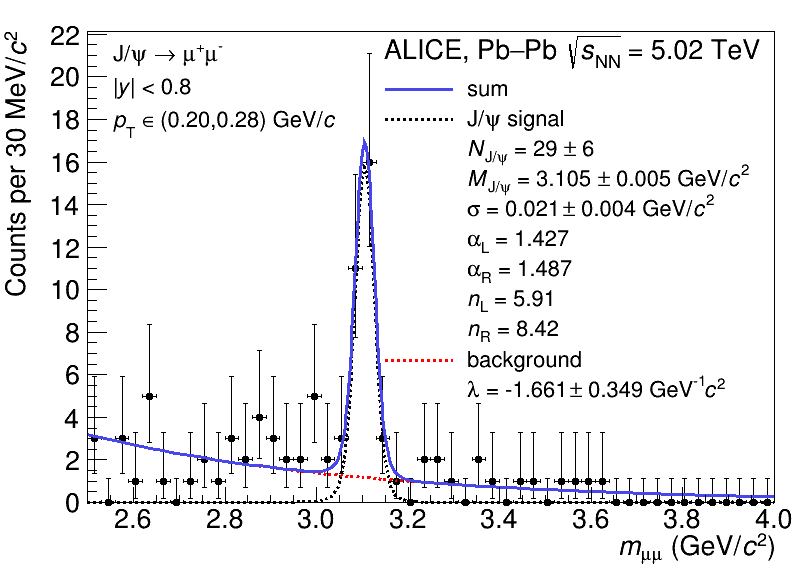 J/ψ → μ⁺μ⁻
|y| < 0.8
p_T ∈ (0.20,0.28) GeV/c
ALICE, Pb–Pb √s_NN = 5.02 TeV
sum
J/ψ signal
N_J/ψ = 29 ± 6
M_J/ψ = 3.105 ± 0.005 GeV/c²
σ = 0.021 ± 0.004 GeV/c²
α_L = 1.427
α_R = 1.487
n_L = 5.91
n_R = 8.42
background
λ = -1.661 ± 0.349 GeV⁻¹c²
Counts per 30 MeV/c²
22
20
18
16
14
12
10
8
6
4
2
0
2.6 2.8 3.0 3.2 3.4 3.6 3.8 4.0
m_μμ (GeV/c²)